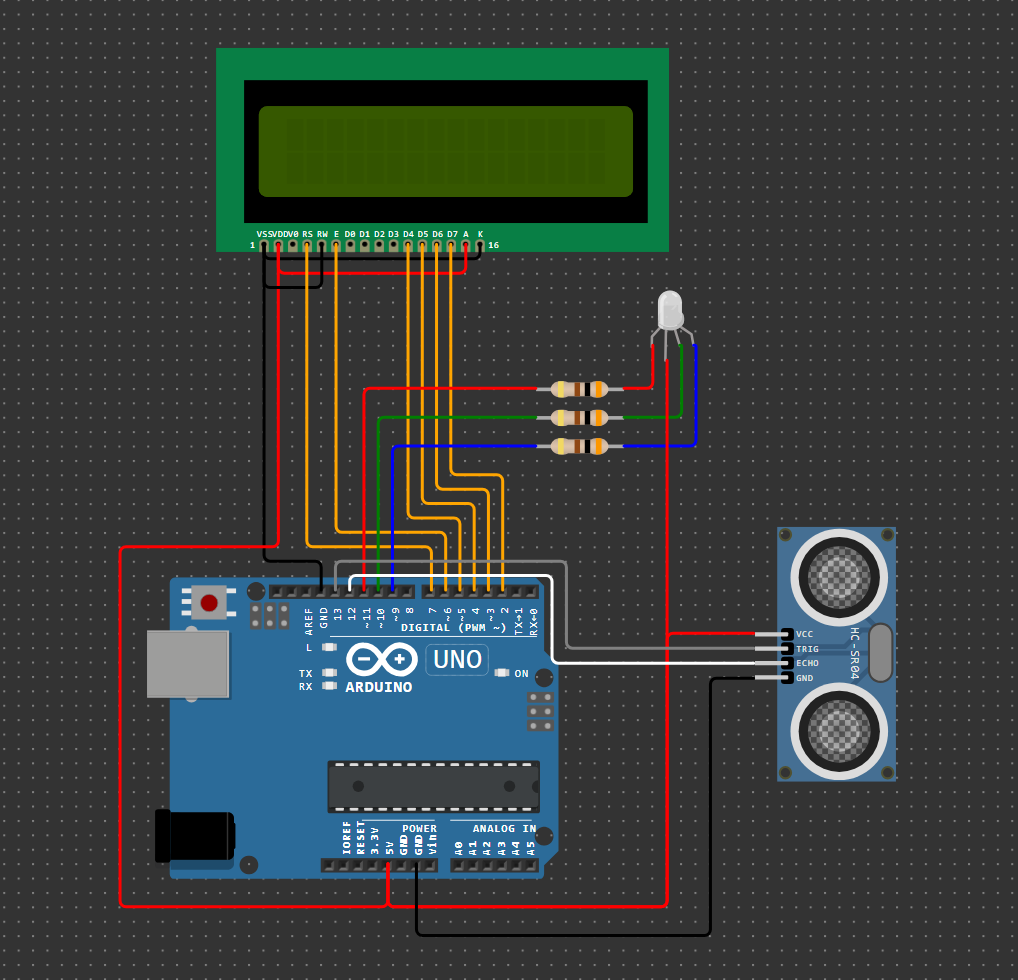 VSS VDD V0 RS RW E D0 D1 D2 D3 D4 D5 D6 D7 A K
1 16
AREF GND 13 12 ~11 ~10 ~9 8 7 ~6 ~5 4 ~3 2 TX→1 RX←0
DIGITAL (PWM ~)
L
TX
RX
UNO
ON
ARDUINO
VCC
TRIG
ECHO
GND
HC-SR04
POWER
ANALOG IN
IOREF RESET 3.3V 5V GND GND Vin A0 A1 A2 A3 A4 A5